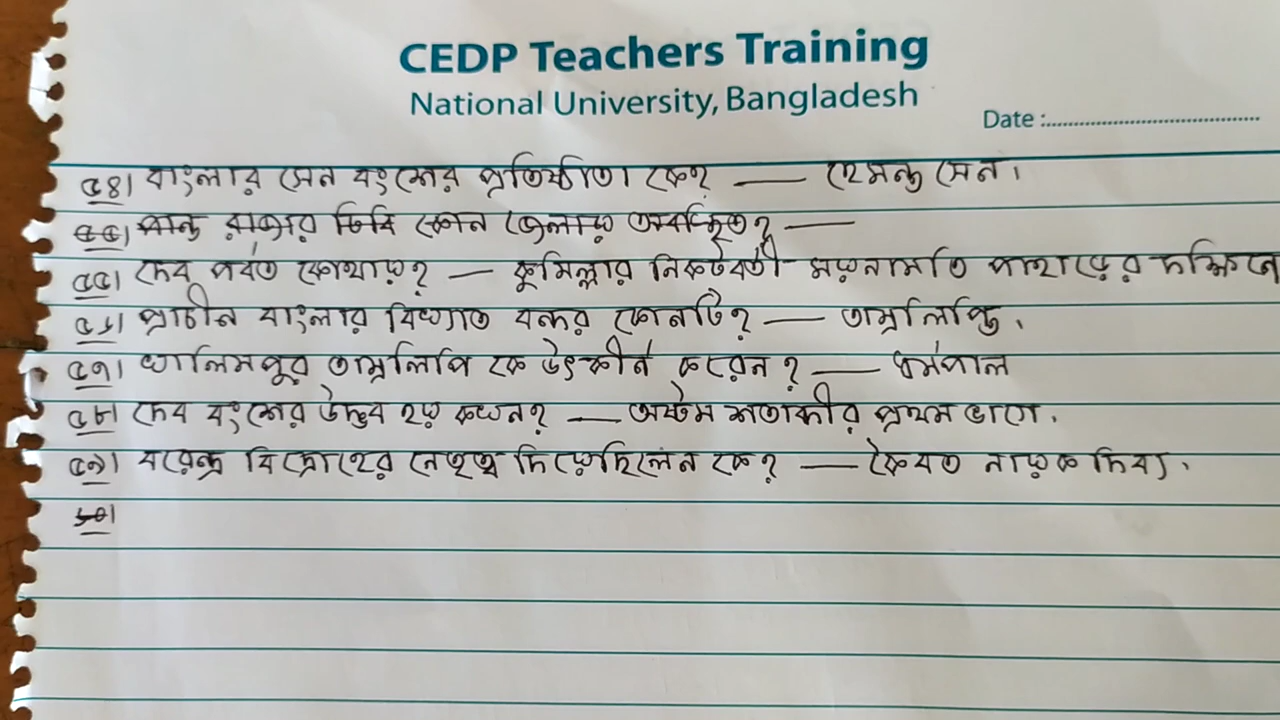 CEDP Teachers Training
National University, Bangladesh
Date :
৫৪। বাংলার সেন বংশের প্রতিষ্ঠাতা কে? — হেমন্ত সেন।
৫৫। পান্ডু রাজার ঢিবি কোন জেলায় অবস্থিত? —
৫৫। দেব পর্বত কোথায়? — কুমিল্লার নিকটবর্তী ময়নামতি পাহাড়ের দক্ষিনে
৫৬। প্রাচীন বাংলার বিখ্যাত বন্দর কোনটি? — তাম্রলিপ্তি.
৫৭। খালিমপুর তাম্রলিপি কে উৎকীর্ন করেন? — ধর্মপাল
৫৮। দেব বংশের উদ্ভব হয় কখন? — অষ্টম শতাব্দীর প্রথম ভাগে.
৫৯। বরেন্দ্র বিদ্রোহের নেতৃত্ব দিয়েছিলেন কে? — কৈবর্ত নায়ক দিব্য.
৬০।